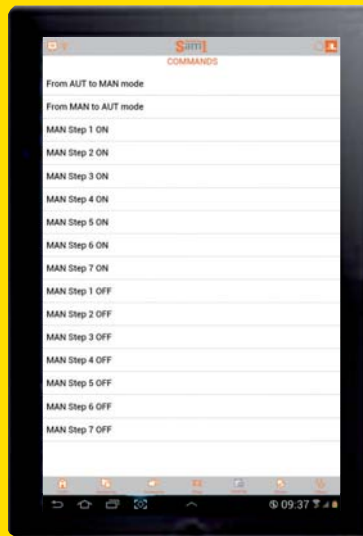 Sam1
COMMANDS
From AUT to MAN mode
From MAN to AUT mode
MAN Step 1 ON
MAN Step 2 ON
MAN Step 3 ON
MAN Step 4 ON
MAN Step 5 ON
MAN Step 6 ON
MAN Step 7 ON
MAN Step 1 OFF
MAN Step 2 OFF
MAN Step 3 OFF
MAN Step 4 OFF
MAN Step 5 OFF
MAN Step 6 OFF
MAN Step 7 OFF
09:37